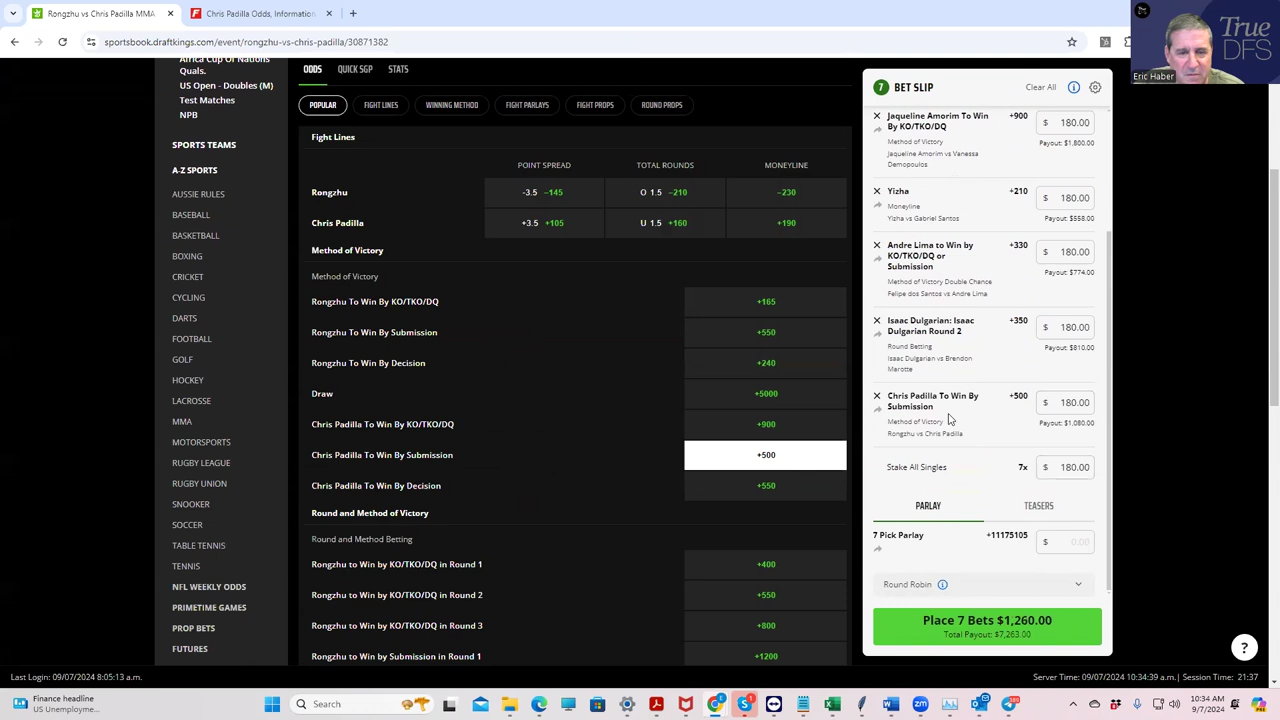 Rongzhu vs Chris Padilla MMA
Chris Padilla Odds, Information
sportsbook.draftkings.com/event/rongzhu-vs-chris-padilla/30871382
True
DFS
Eric Haber
Africa Cup Of Nations
Quals.
US Open - Doubles (M)
Test Matches
NPB
SPORTS TEAMS
A-Z SPORTS
AUSSIE RULES
BASEBALL
BASKETBALL
BOXING
CRICKET
CYCLING
DARTS
FOOTBALL
GOLF
HOCKEY
LACROSSE
MMA
MOTORSPORTS
RUGBY LEAGUE
RUGBY UNION
SNOOKER
SOCCER
TABLE TENNIS
TENNIS
NFL WEEKLY ODDS
PRIMETIME GAMES
PROP BETS
FUTURES
ODDS QUICK SGP STATS
POPULAR FIGHT LINES WINNING METHOD FIGHT PARLAYS FIGHT PROPS ROUND PROPS
Fight Lines
POINT SPREAD TOTAL ROUNDS MONEYLINE
Rongzhu -3.5 −145 O 1.5 −210 −230
Chris Padilla +3.5 +105 U 1.5 +160 +190
Method of Victory
Method of Victory
Rongzhu To Win By KO/TKO/DQ +165
Rongzhu To Win By Submission +550
Rongzhu To Win By Decision +240
Draw +5000
Chris Padilla To Win By KO/TKO/DQ +900
Chris Padilla To Win By Submission +500
Chris Padilla To Win By Decision +550
Round and Method of Victory
Round and Method Betting
Rongzhu to Win by KO/TKO/DQ in Round 1 +400
Rongzhu to Win by KO/TKO/DQ in Round 2 +550
Rongzhu to Win by KO/TKO/DQ in Round 3 +800
Rongzhu to Win by Submission in Round 1 +1200
7 BET SLIP Clear All
Jaqueline Amorim To Win +900 $ 180.00
By KO/TKO/DQ
Method of Victory Payout: $1,800.00
Jaqueline Amorim vs Vanessa
Demopoulos
Yizha +210 $ 180.00
Moneyline
Yizha vs Gabriel Santos Payout: $558.00
Andre Lima to Win by +330 $ 180.00
KO/TKO/DQ or
Submission Payout: $774.00
Method of Victory Double Chance
Felipe dos Santos vs Andre Lima
Isaac Dulgarian: Isaac +350 $ 180.00
Dulgarian Round 2
Round Betting Payout: $810.00
Isaac Dulgarian vs Brendon
Marotte
Chris Padilla To Win By +500 $ 180.00
Submission
Method of Victory Payout: $1,080.00
Rongzhu vs Chris Padilla
Stake All Singles 7x $ 180.00
PARLAY TEASERS
7 Pick Parlay +11175105 $ 0.00
Round Robin
Place 7 Bets $1,260.00
Total Payout: $7,263.00
?
Last Login: 09/07/2024 8:05:13 a.m. Server Time: 09/07/2024 10:34:39 a.m.| Session Time: 21:37
Finance headline
US Unemployme...
Search
10:34 AM
9/7/2024